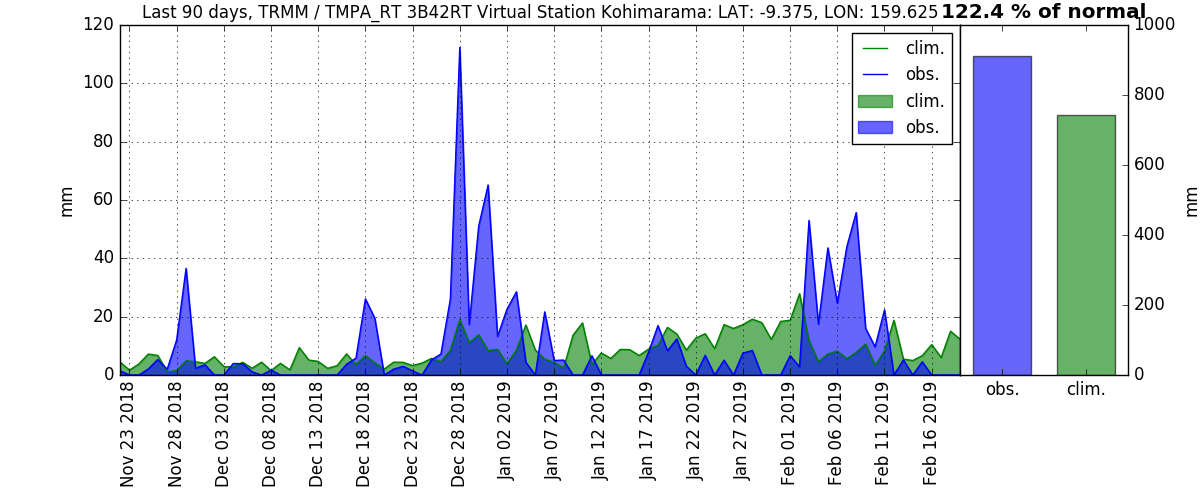 Last 90 days, TRMM / TMPA_RT 3B42RT Virtual Station Kohimarama: LAT: -9.375, LON: 159.625 122.4 % of normal
120
100
80
60
40
20
0
mm
clim.
obs.
clim.
obs.
1000
800
600
400
200
0
mm
obs.
clim.
Nov 23 2018
Nov 28 2018
Dec 03 2018
Dec 08 2018
Dec 13 2018
Dec 18 2018
Dec 23 2018
Dec 28 2018
Jan 02 2019
Jan 07 2019
Jan 12 2019
Jan 17 2019
Jan 22 2019
Jan 27 2019
Feb 01 2019
Feb 06 2019
Feb 11 2019
Feb 16 2019